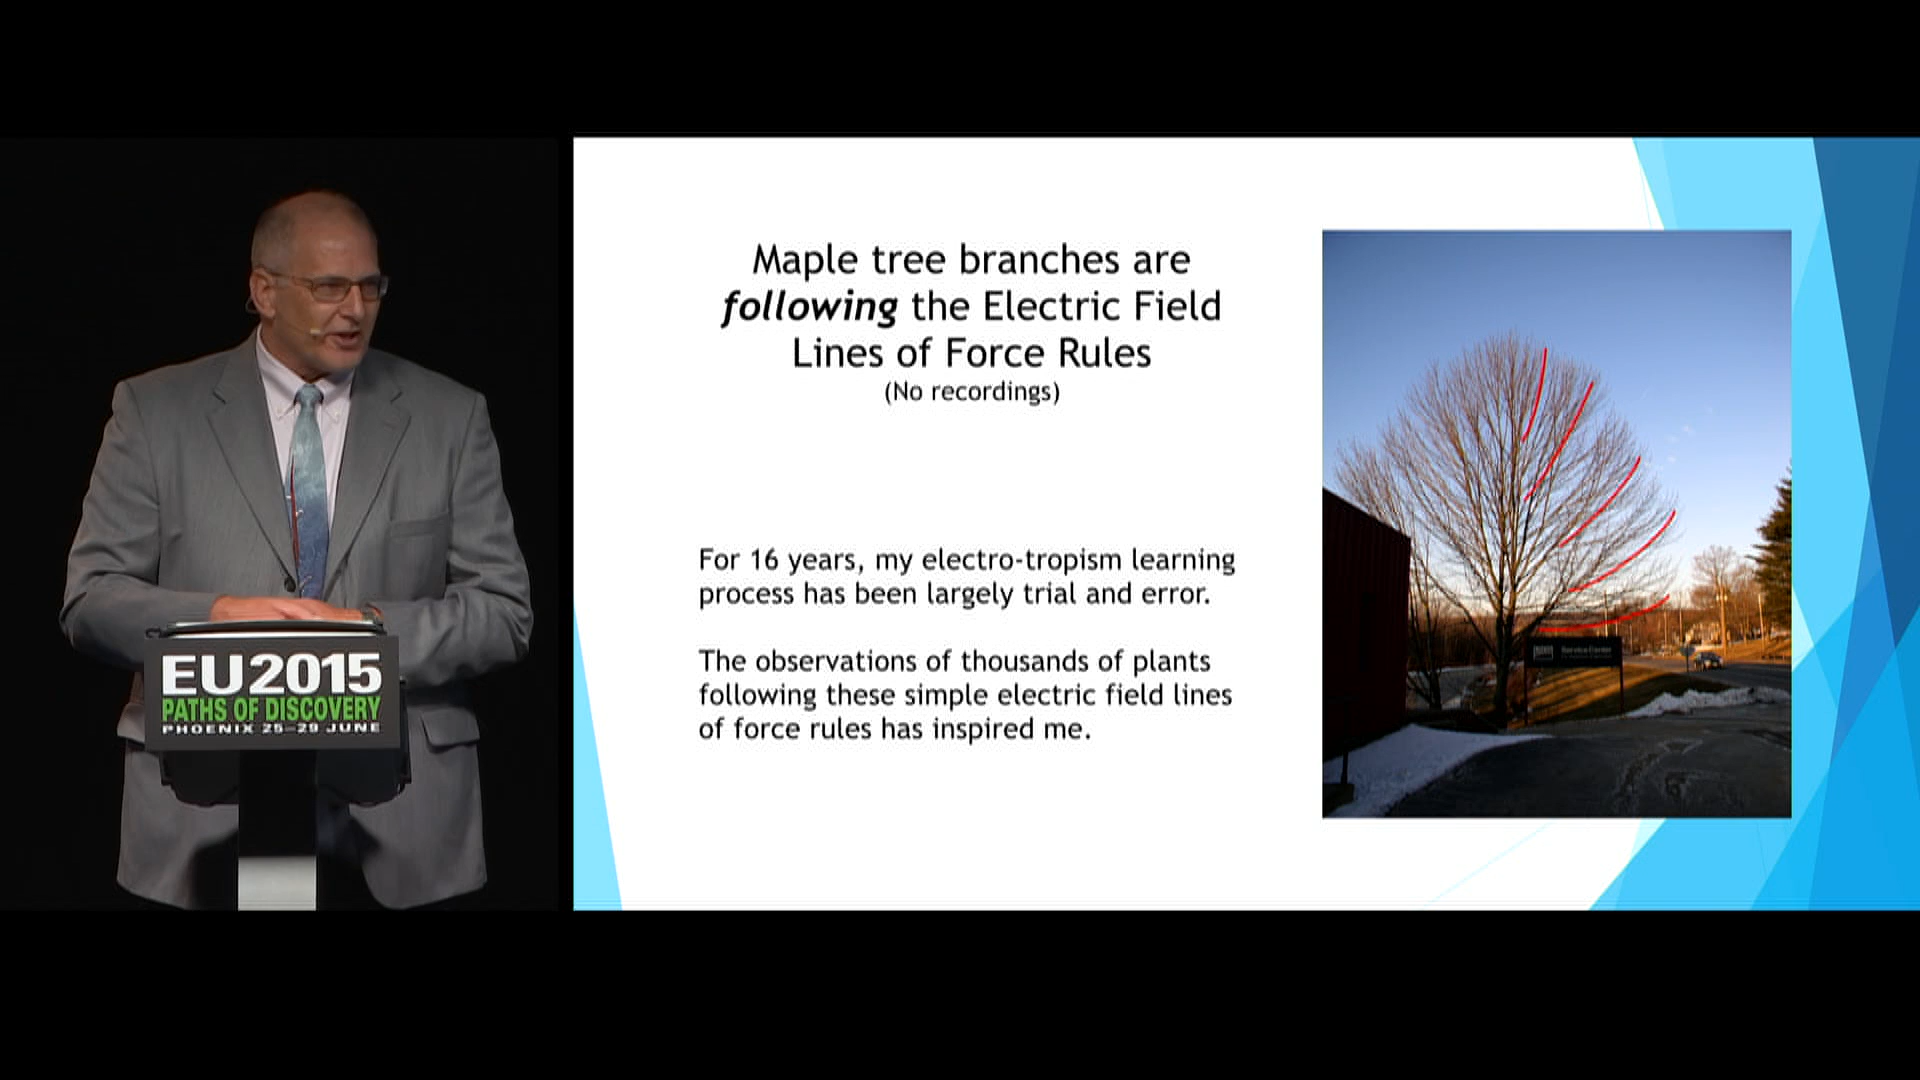 Maple tree branches are
following the Electric Field
Lines of Force Rules
(No recordings)
For 16 years, my electro-tropism learning
process has been largely trial and error.
The observations of thousands of plants
following these simple electric field lines
of force rules has inspired me.
EU2015
PATHS OF DISCOVERY
PHOENIX 25-29 JUNE
Service Center